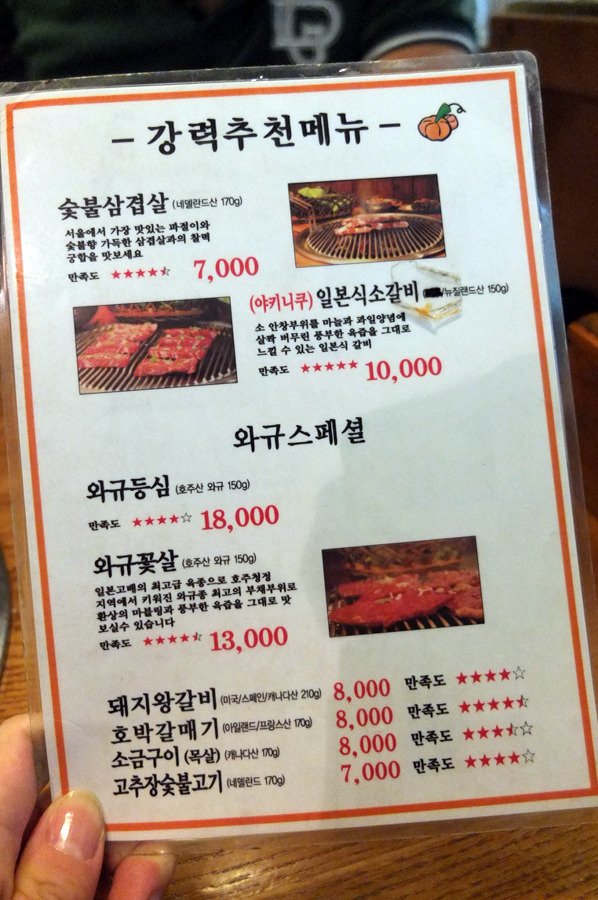 - 강력추천메뉴 -
숯불삼겹살 (네델란드산 170g)
서울에서 가장 맛있는 파절이와
숯불향 가득한 삼겹살과의 찰떡
궁합을 맛보세요
만족도 ★★★★⯪ 7,000
(야키니쿠) 일본식소갈비 (/뉴질랜드산 150g)
소 안창부위를 마늘과 파일양념에
살짝 버무린 풍부한 육즙을 그대로
느낄 수 있는 일본식 갈비
만족도 ★★★★★ 10,000
와규스페셜
와규등심 (호주산 와규 150g)
만족도 ★★★★☆ 18,000
와규꽃살 (호주산 와규 150g)
일본고배의 최고급 육종으로 호주청정
지역에서 키워진 와규종 최고의 부채부위로
환상의 마블링과 풍부한 육즙을 그대로 맛
보실수 있습니다
만족도 ★★★★⯪ 13,000
돼지왕갈비 (미국/스페인/캐나다산 210g) 8,000 만족도 ★★★★☆
호박갈매기 (아일랜드/프랑스산 170g) 8,000 만족도 ★★★★⯪
소금구이 (목살) (캐나다산 170g) 8,000 만족도 ★★★⯪☆
고추장숯불고기 (네델란드 170g) 7,000 만족도 ★★★★☆